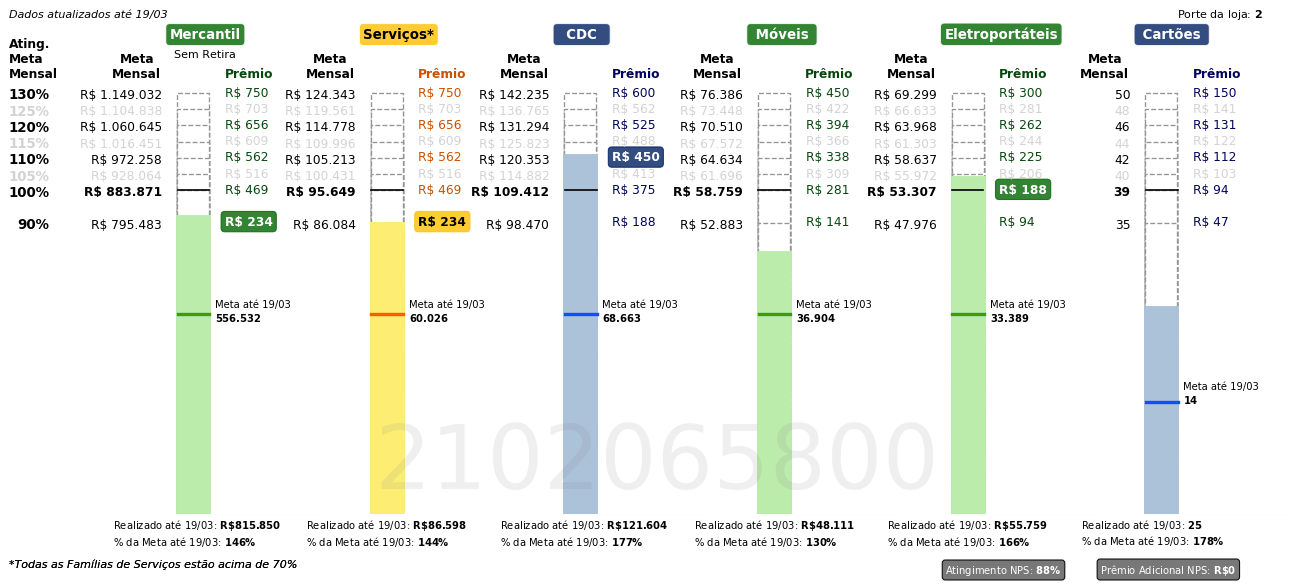 Dados atualizados até 19/03
Porte da loja: 2
Mercantil Serviços* CDC Móveis Eletroportáteis Cartões
Sem Retira
Ating. Meta Mensal
Meta Mensal Prêmio Meta Mensal Prêmio Meta Mensal Prêmio Meta Mensal Prêmio Meta Mensal Prêmio Meta Mensal Prêmio
130% R$ 1.149.032 R$ 750 R$ 124.343 R$ 750 R$ 142.235 R$ 600 R$ 76.386 R$ 450 R$ 69.299 R$ 300 50 R$ 150
125% R$ 1.104.838 R$ 703 R$ 119.561 R$ 703 R$ 136.765 R$ 562 R$ 73.448 R$ 422 R$ 66.633 R$ 281 48 R$ 141
120% R$ 1.060.645 R$ 656 R$ 114.778 R$ 656 R$ 131.294 R$ 525 R$ 70.510 R$ 394 R$ 63.968 R$ 262 46 R$ 131
115% R$ 1.016.451 R$ 609 R$ 109.996 R$ 609 R$ 125.823 R$ 488 R$ 67.572 R$ 366 R$ 61.303 R$ 244 44 R$ 122
110% R$ 972.258 R$ 562 R$ 105.213 R$ 562 R$ 120.353 R$ 450 R$ 64.634 R$ 338 R$ 58.637 R$ 225 42 R$ 112
105% R$ 928.064 R$ 516 R$ 100.431 R$ 516 R$ 114.882 R$ 413 R$ 61.696 R$ 309 R$ 55.972 R$ 206 40 R$ 103
100% R$ 883.871 R$ 469 R$ 95.649 R$ 469 R$ 109.412 R$ 375 R$ 58.759 R$ 281 R$ 53.307 R$ 188 39 R$ 94
90% R$ 795.483 R$ 234 R$ 86.084 R$ 234 R$ 98.470 R$ 188 R$ 52.883 R$ 141 R$ 47.976 R$ 94 35 R$ 47
Meta até 19/03 Meta até 19/03 Meta até 19/03 Meta até 19/03 Meta até 19/03
556.532 60.026 68.663 36.904 33.389
Meta até 19/03
14
2102065800
Realizado até 19/03: R$815.850 Realizado até 19/03: R$86.598 Realizado até 19/03: R$121.604 Realizado até 19/03: R$48.111 Realizado até 19/03: R$55.759 Realizado até 19/03: 25
% da Meta até 19/03: 146% % da Meta até 19/03: 144% % da Meta até 19/03: 177% % da Meta até 19/03: 130% % da Meta até 19/03: 166% % da Meta até 19/03: 178%
*Todas as Famílias de Serviços estão acima de 70%
Atingimento NPS: 88% Prêmio Adicional NPS: R$0